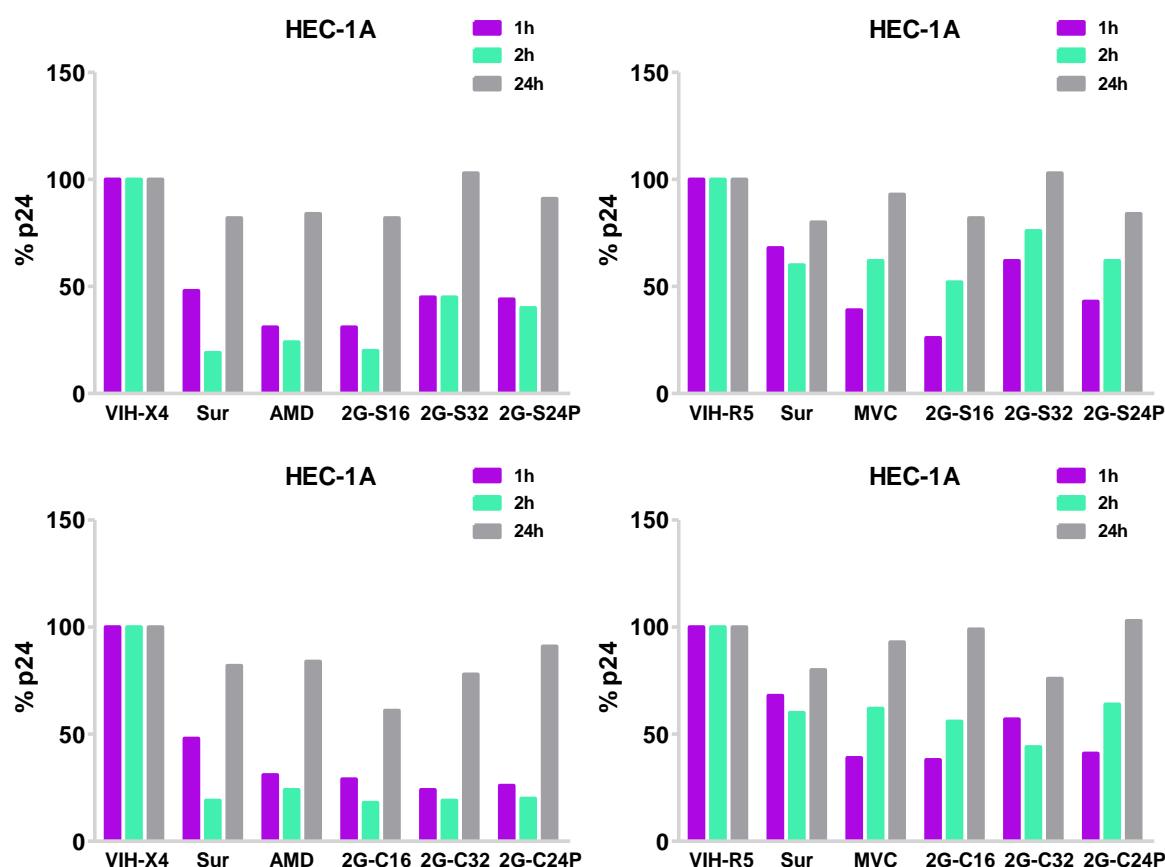 HEC-1A
1h
2h
24h
150
100
50
0
% p24
VIH-X4 Sur AMD 2G-S16 2G-S32 2G-S24P
HEC-1A
1h
2h
24h
150
100
50
0
% p24
VIH-R5 Sur MVC 2G-S16 2G-S32 2G-S24P
HEC-1A
1h
2h
24h
150
100
50
0
% p24
VIH-X4 Sur AMD 2G-C16 2G-C32 2G-C24P
HEC-1A
1h
2h
24h
150
100
50
0
% p24
VIH-R5 Sur MVC 2G-C16 2G-C32 2G-C24P